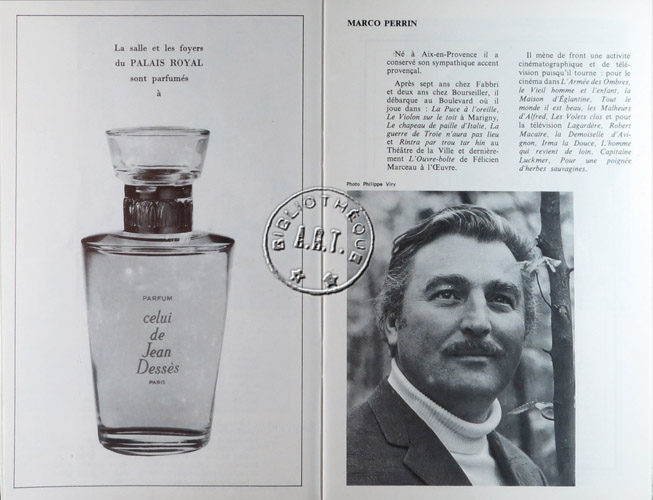 La salle et les foyers
du PALAIS ROYAL
sont parfumés
à
PARFUM
celui
de
Jean
Dessés
PARIS
BIBLIOTHÈQUE
A.R.T.
MARCO PERRIN
Né à Aix-en-Provence il a
conservé son sympathique accent
provençal.
Après sept ans chez Fabbri
et deux ans chez Bourseiller, il
débarque au Boulevard où il
joue dans : La Puce à l'oreille,
Le Violon sur le toit à Marigny,
Le chapeau de paille d'Italie, La
guerre de Troie n'aura pas lieu
et Rintra par trou tar hin au
Théâtre de la Ville et dernière-
ment L'Ouvre-boîte de Félicien
Marceau à l'Œuvre.
Il mène de front une activité
cinématographique et de télé-
vision puisqu'il tourne : pour le
cinéma dans L'Armée des Ombres,
le Vieil homme et l'enfant, la
Maison d'Églantine, Tout le
monde il est beau, les Malheurs
d'Alfred, Les Volets clos et pour
la télévision Lagardère, Robert
Macaire, la Demoiselle d'Avi-
gnon, Irma la Douce, L'homme
qui revient de loin, Capitaine
Luckmer, Pour une poignée
d'herbes sauvagines.
Photo Philippe Viry